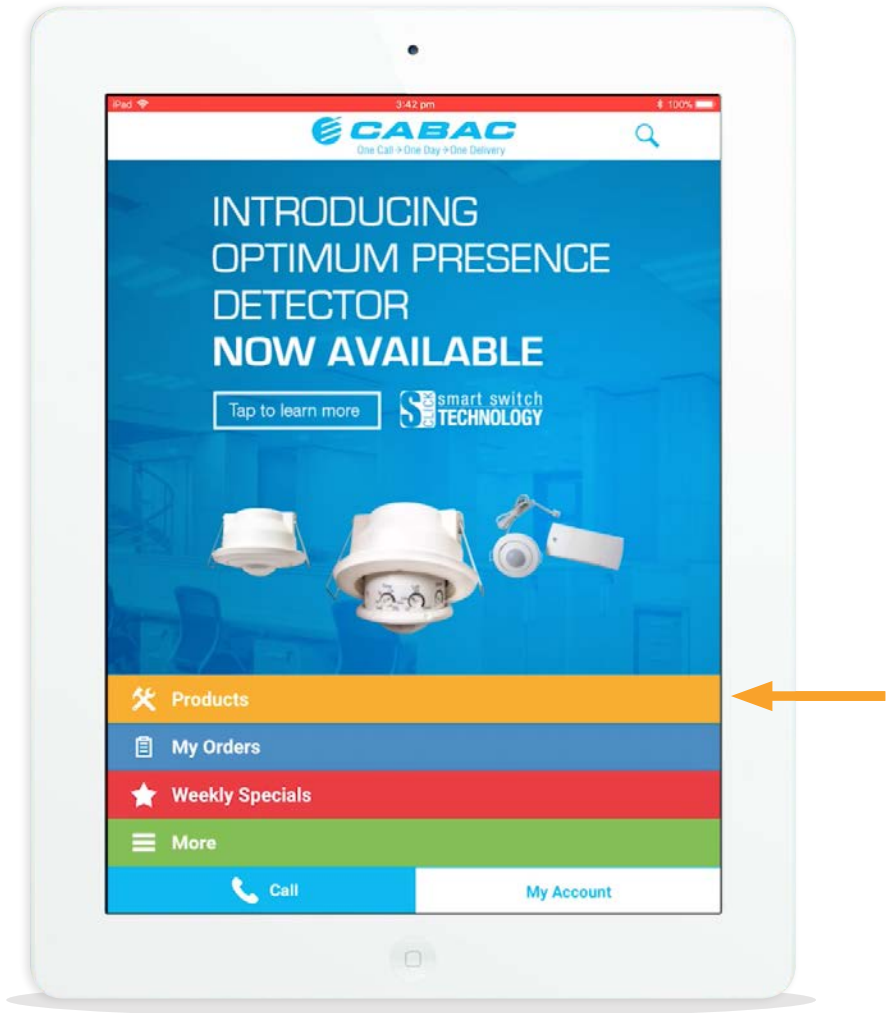 iPad
3:42 pm
100%
CABAC
One Call → One Day → One Delivery
INTRODUCING
OPTIMUM PRESENCE
DETECTOR
NOW AVAILABLE
Tap to learn more
S CLICK smart switch
TECHNOLOGY
Products
My Orders
Weekly Specials
More
Call
My Account